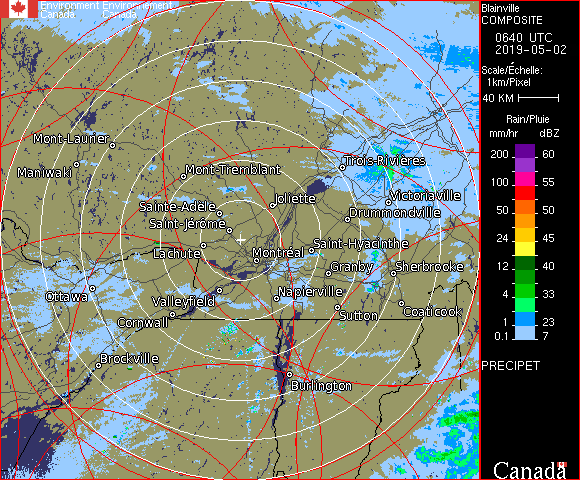 Environment Environnement
Canada Canada
Blainville
COMPOSITE
0640 UTC
2019-05-02
Scale/Échelle:
1km/Pixel
40 KM
Rain/Pluie
mm/hr dBZ
200 60
100 55
50 50
24 45
12 40
4 33
1 23
0.1 7
PRECIPET
Canada
Mont-Laurier
Maniwaki
Mont-Tremblant
Trois-Rivières
Sainte-Adèle
Joliette
Victoriaville
Saint-Jérôme
Drummondville
Lachute
Montréal
Saint-Hyacinthe
Granby
Sherbrooke
Ottawa
Valleyfield
Napierville
Cornwall
Sutton
Coaticook
Brockville
Burlington